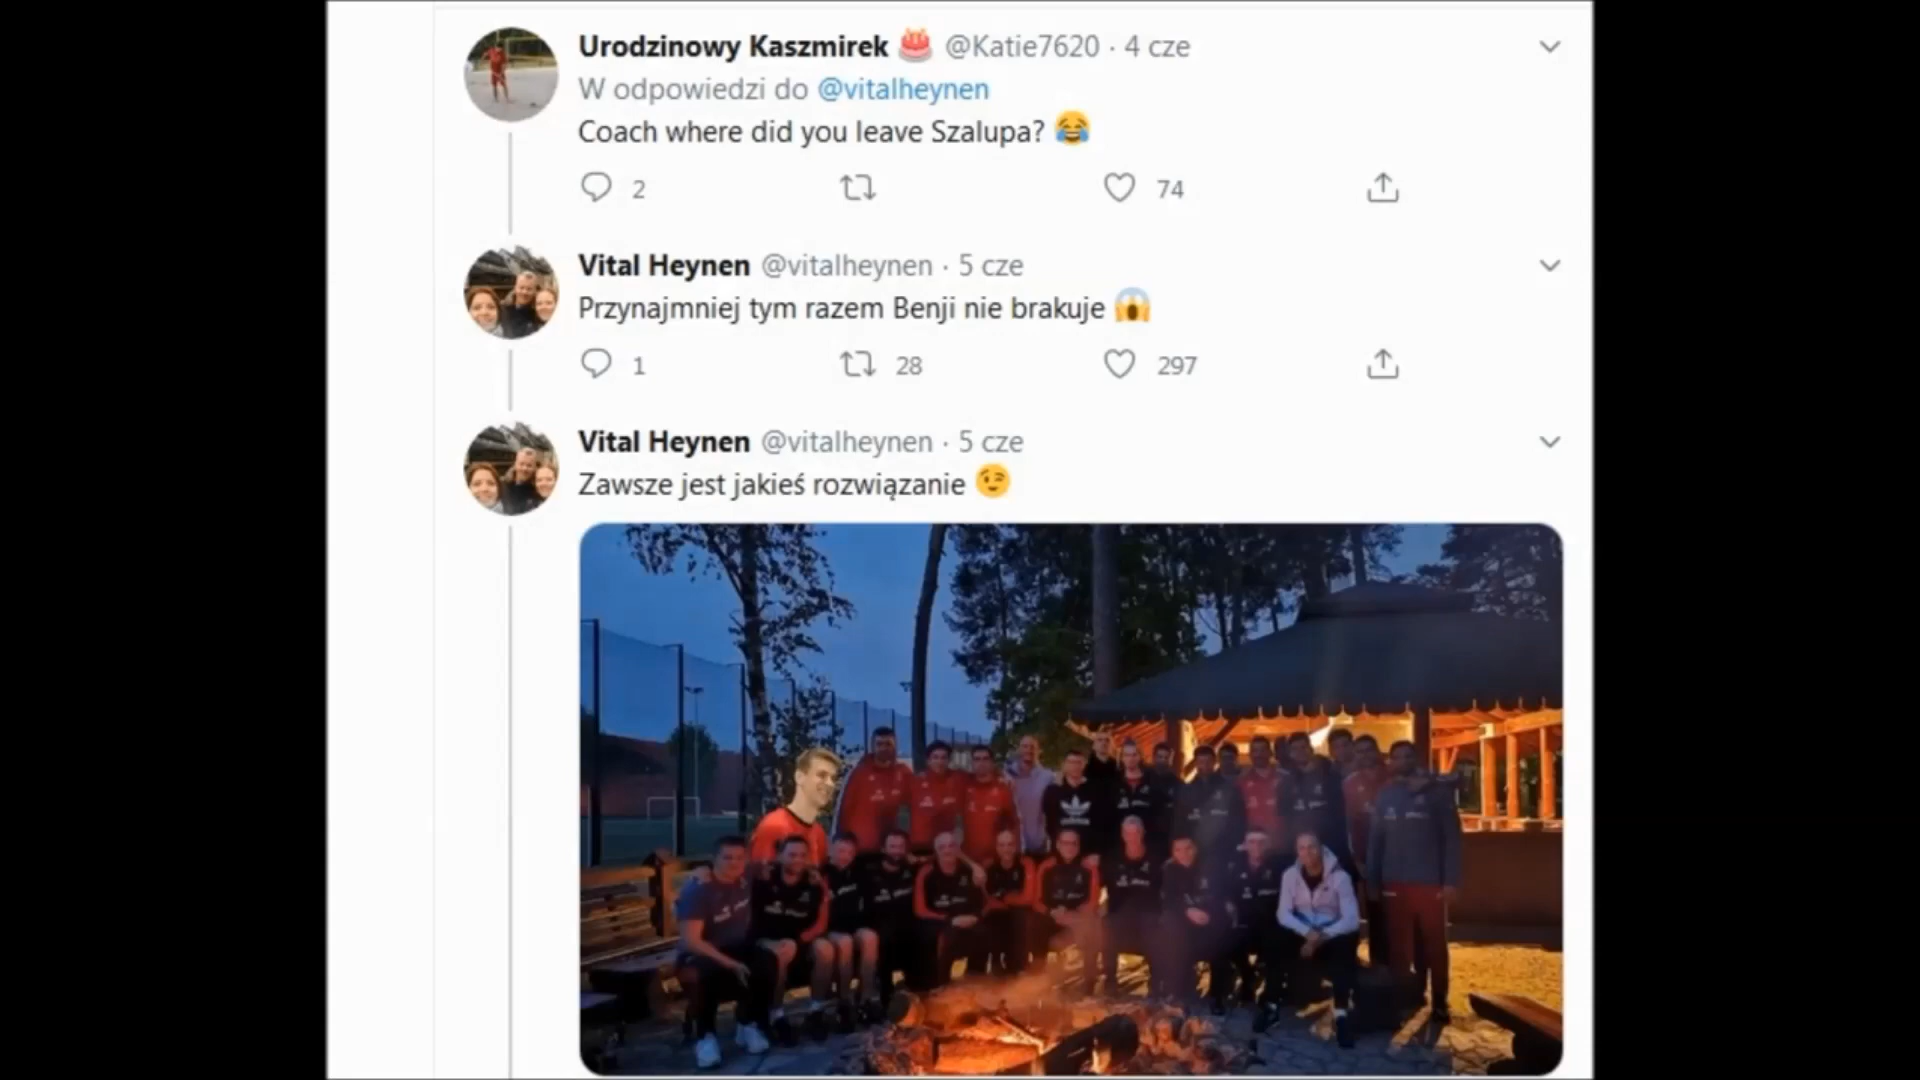 Urodzinowy Kaszmirek 🎂 @Katie7620 · 4 cze
W odpowiedzi do @vitalheynen
Coach where did you leave Szalupa? 😂
2 74
Vital Heynen @vitalheynen · 5 cze
Przynajmniej tym razem Benji nie brakuje 😱
1 28 297
Vital Heynen @vitalheynen · 5 cze
Zawsze jest jakieś rozwiązanie 😉